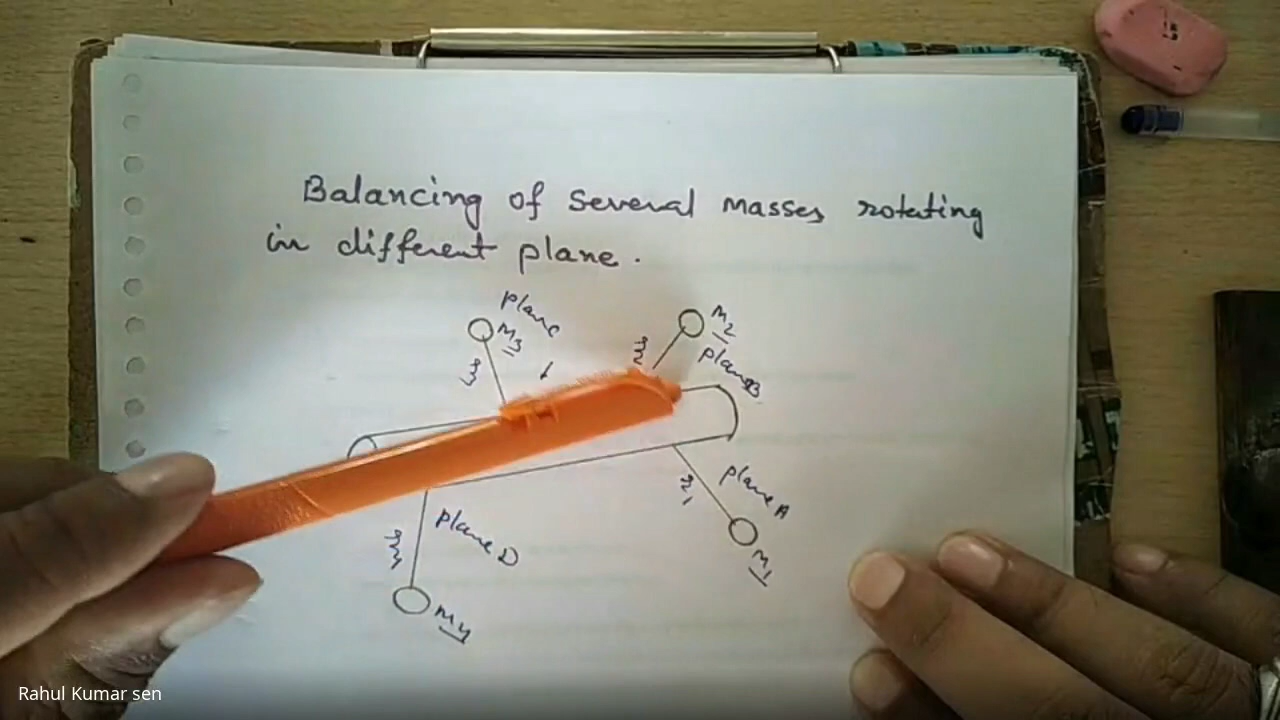 Balancing of several masses rotating
in different plane.
plane
m3
r3
m2
r2
plane B
plane A
r1
m1
plane D
r4
m4
Rahul Kumar sen